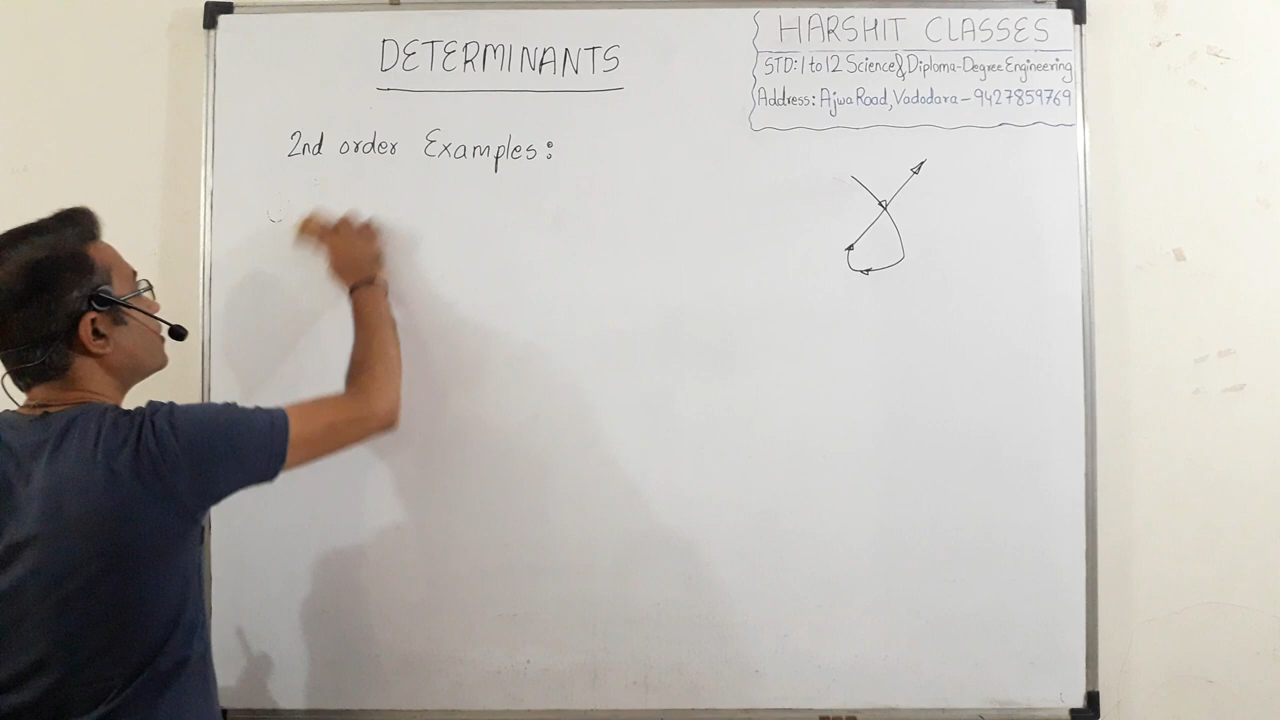 DETERMINANTS
HARSHIT CLASSES
STD: 1 to 12 Science & Diploma-Degree Engineering
Address: Ajwa Road, Vadodara - 9427859769
2nd order Examples: